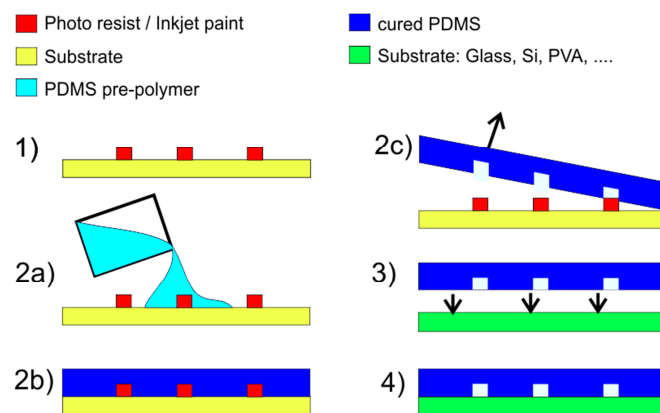 Photo resist / Inkjet paint
Substrate
PDMS pre-polymer
cured PDMS
Substrate: Glass, Si, PVA, ....
1)
2a)
2b)
2c)
3)
4)